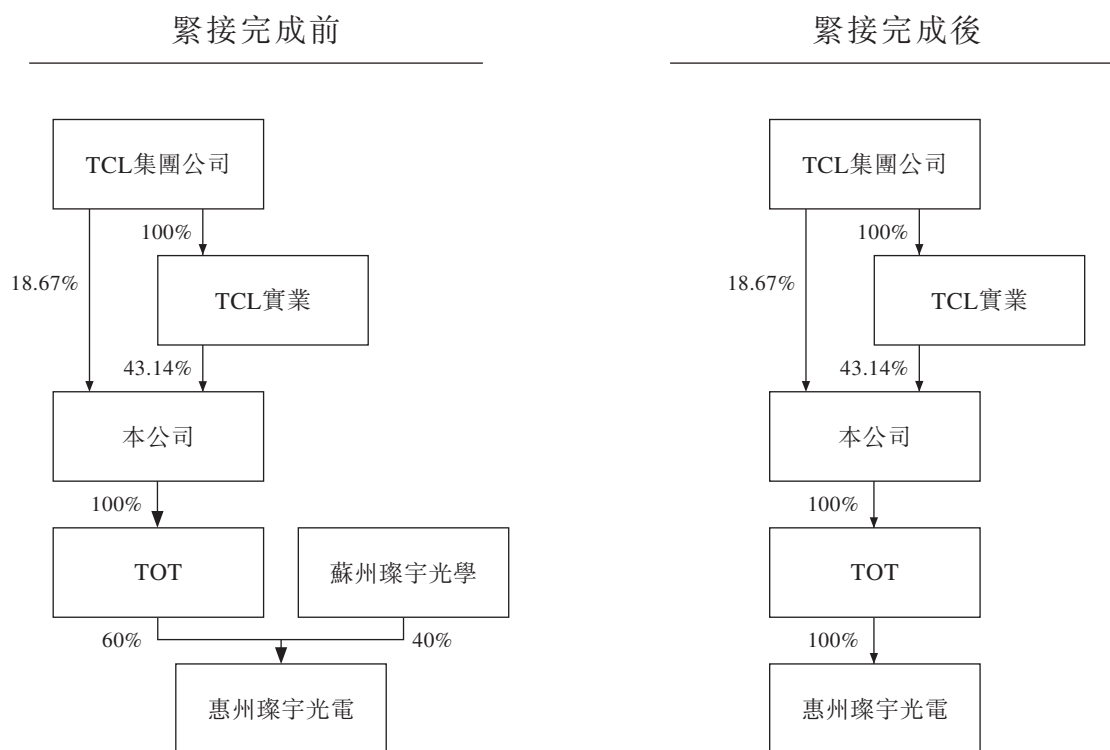 緊接完成前
TCL集團公司
100%
18.67%
TCL實業
43.14%
本公司
100%
TOT
蘇州璨宇光學
60%
40%
惠州璨宇光電
緊接完成後
TCL集團公司
100%
18.67%
TCL實業
43.14%
本公司
100%
TOT
100%
惠州璨宇光電